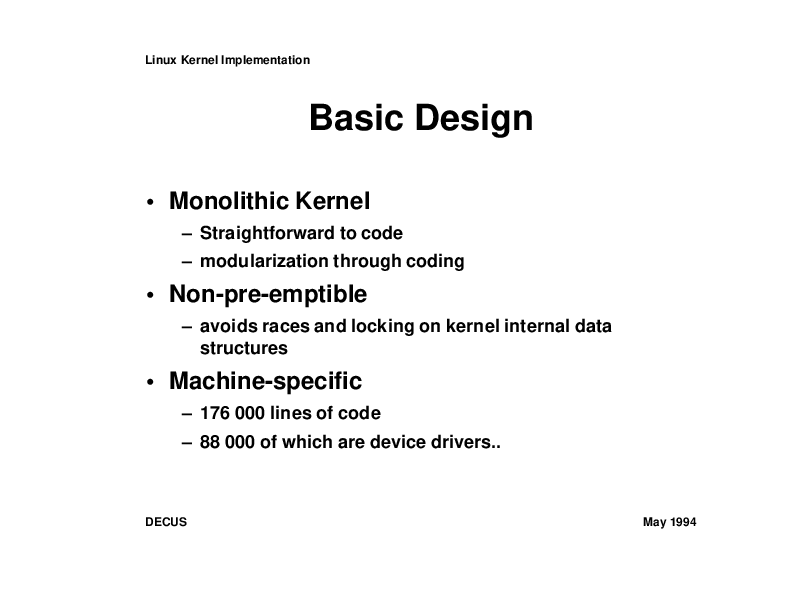 Linux Kernel Implementation
Basic Design
• Monolithic Kernel
– Straightforward to code
– modularization through coding
• Non-pre-emptible
– avoids races and locking on kernel internal data
structures
• Machine-specific
– 176 000 lines of code
– 88 000 of which are device drivers..
DECUS
May 1994